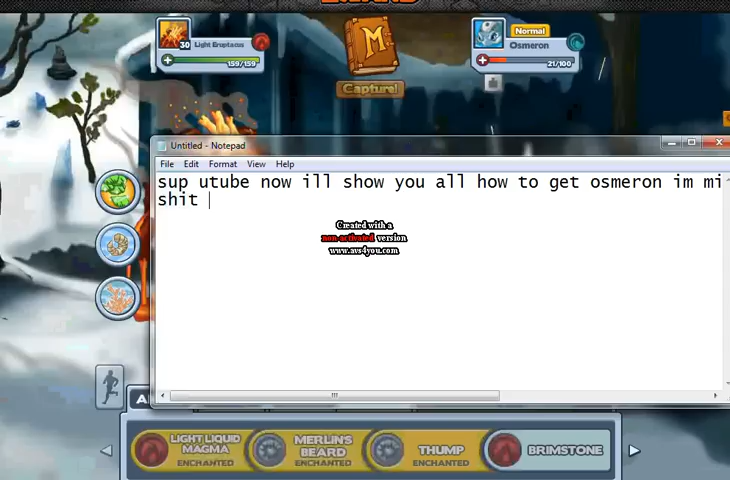 30 Light Eruptacus
159/159
M
Capture!
Normal
Osmeron
21/100
Untitled - Notepad
File Edit Format View Help
sup utube now ill show you all how to get osmeron im mi
shit
Created with a
non-activated version
www.avs4you.com
LIGHT LIQUID
MAGMA
ENCHANTED
MERLIN'S
BEARD
ENCHANTED
THUMP
ENCHANTED
BRIMSTONE